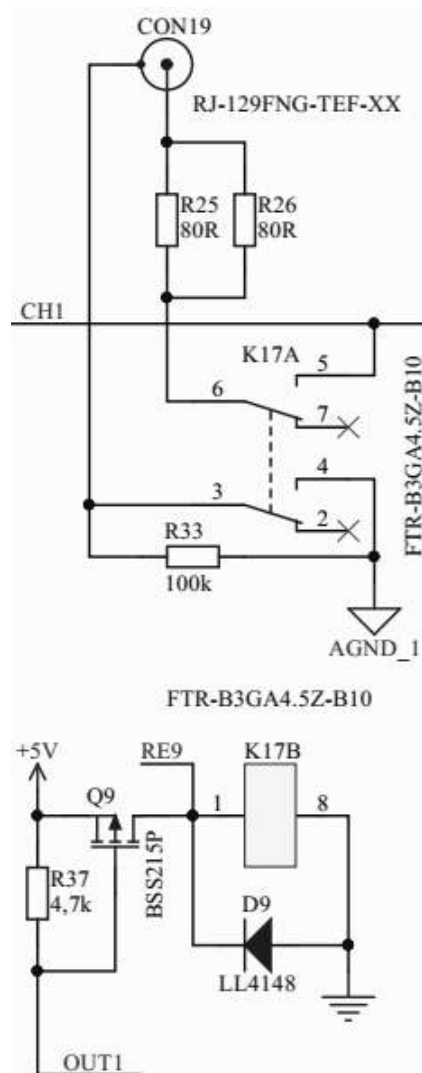 CON19
RJ-129FNG-TEF-XX
R25
80R
R26
80R
CH1
K17A
5
6
7
4
3
2
FTR-B3GA4.5Z-B10
R33
100k
AGND_1
FTR-B3GA4.5Z-B10
+5V
RE9
K17B
Q9
1
8
BSS215P
R37
4,7k
D9
LL4148
OUT1